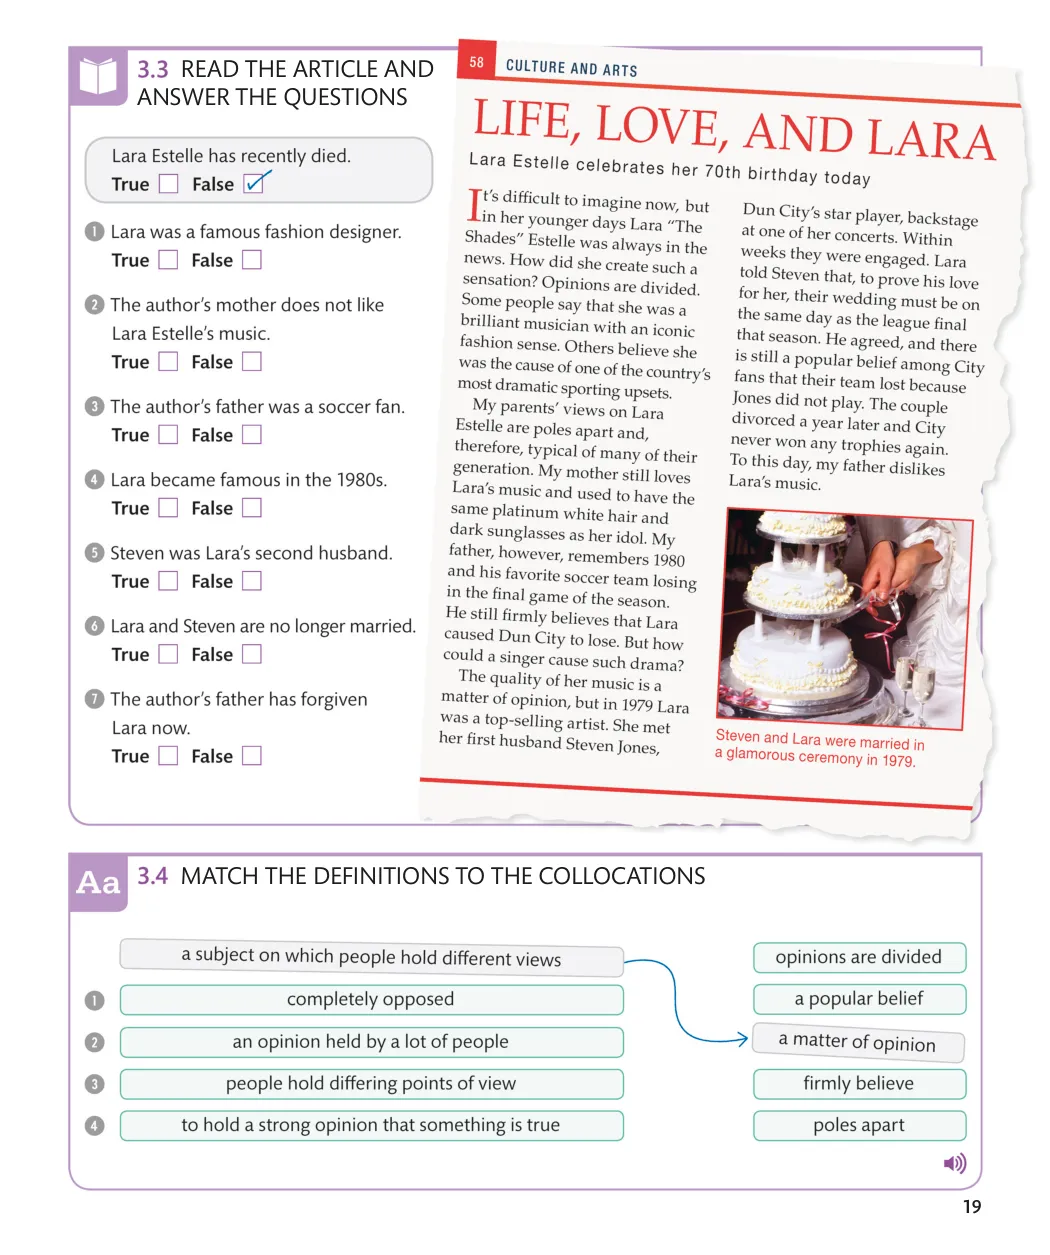 3.3 READ THE ARTICLE AND
ANSWER THE QUESTIONS
Lara Estelle has recently died.
True False
1 Lara was a famous fashion designer.
True False
2 The author's mother does not like
Lara Estelle's music.
True False
3 The author's father was a soccer fan.
True False
4 Lara became famous in the 1980s.
True False
5 Steven was Lara's second husband.
True False
6 Lara and Steven are no longer married.
True False
7 The author's father has forgiven
Lara now.
True False
58 CULTURE AND ARTS
LIFE, LOVE, AND LARA
Lara Estelle celebrates her 70th birthday today
It's difficult to imagine now, but
in her younger days Lara “The
Shades” Estelle was always in the
news. How did she create such a
sensation? Opinions are divided.
Some people say that she was a
brilliant musician with an iconic
fashion sense. Others believe she
was the cause of one of the country's
most dramatic sporting upsets.
My parents' views on Lara
Estelle are poles apart and,
therefore, typical of many of their
generation. My mother still loves
Lara's music and used to have the
same platinum white hair and
dark sunglasses as her idol. My
father, however, remembers 1980
and his favorite soccer team losing
in the final game of the season.
He still firmly believes that Lara
caused Dun City to lose. But how
could a singer cause such drama?
The quality of her music is a
matter of opinion, but in 1979 Lara
was a top-selling artist. She met
her first husband Steven Jones,
Dun City's star player, backstage
at one of her concerts. Within
weeks they were engaged. Lara
told Steven that, to prove his love
for her, their wedding must be on
the same day as the league final
that season. He agreed, and there
is still a popular belief among City
fans that their team lost because
Jones did not play. The couple
divorced a year later and City
never won any trophies again.
To this day, my father dislikes
Lara's music.
Steven and Lara were married in
a glamorous ceremony in 1979.
Aa 3.4 MATCH THE DEFINITIONS TO THE COLLOCATIONS
a subject on which people hold different views opinions are divided
1 completely opposed a popular belief
2 an opinion held by a lot of people a matter of opinion
3 people hold differing points of view firmly believe
4 to hold a strong opinion that something is true poles apart
19